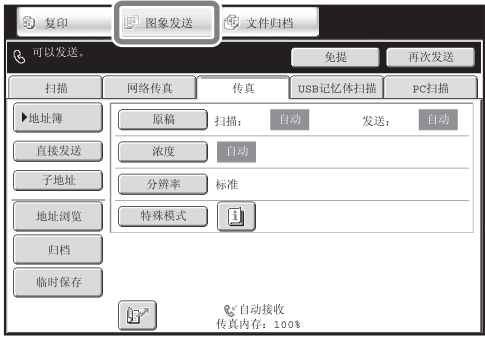 复印 图象发送 文件归档
可以发送。 免提 再次发送
扫描 网络传真 传真 USB记忆体扫描 PC扫描
地址簿 原稿 扫描： 自动 发送： 自动
直接发送 浓度 自动
子地址 分辨率 标准
地址浏览 特殊模式
归档
临时保存
自动接收
传真内存：100%